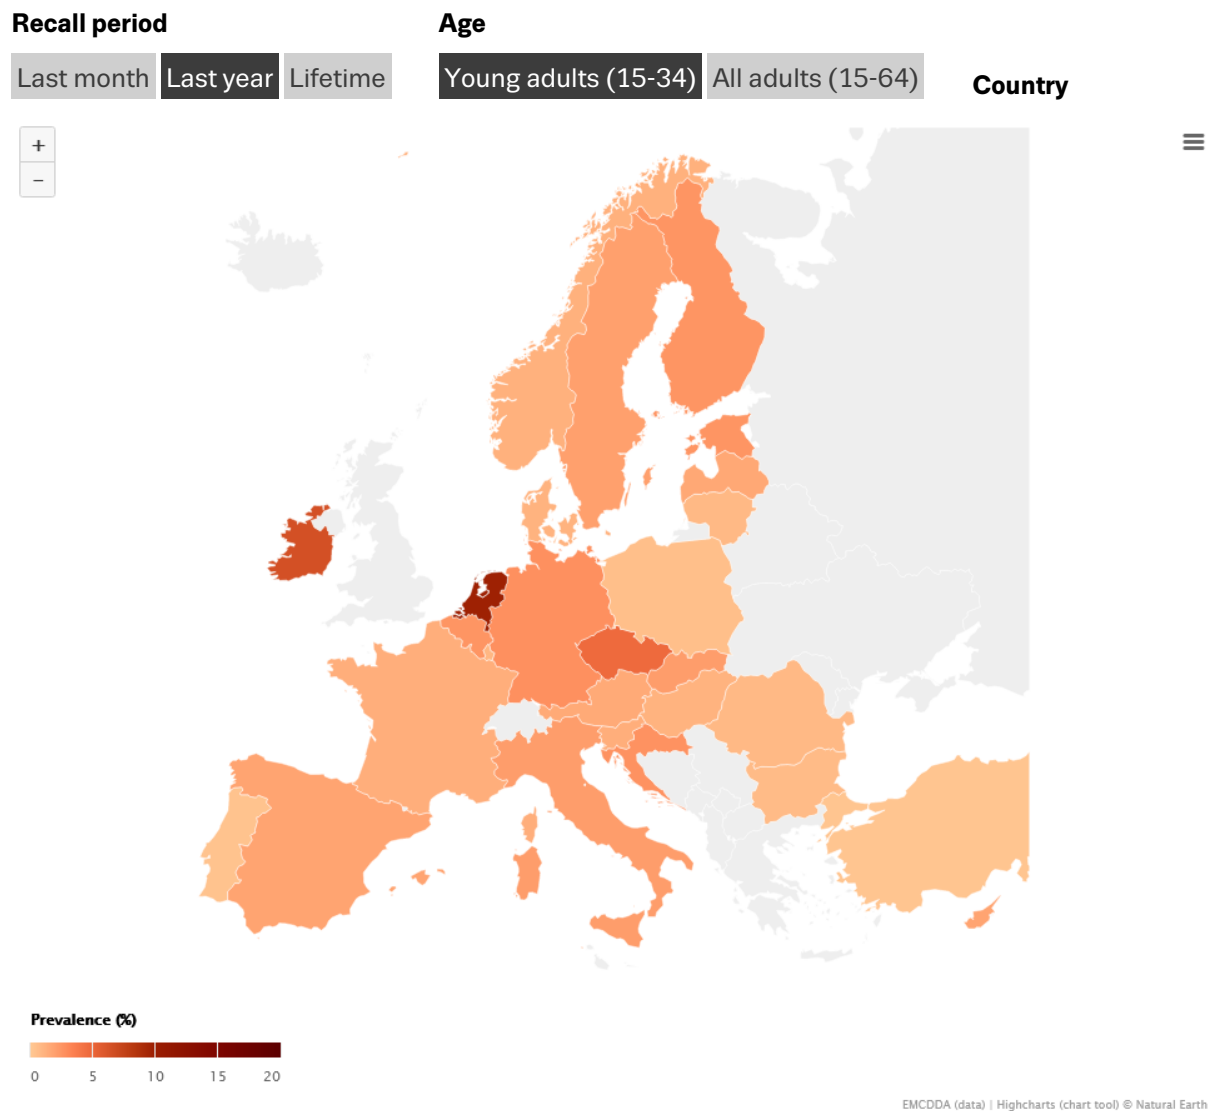 Recall period
Age
Last month
Last year
Lifetime
Young adults (15-34)
All adults (15-64)
Country
+
−
Prevalence (%)
0 5 10 15 20
EMCDDA (data) | Highcharts (chart tool) © Natural Earth